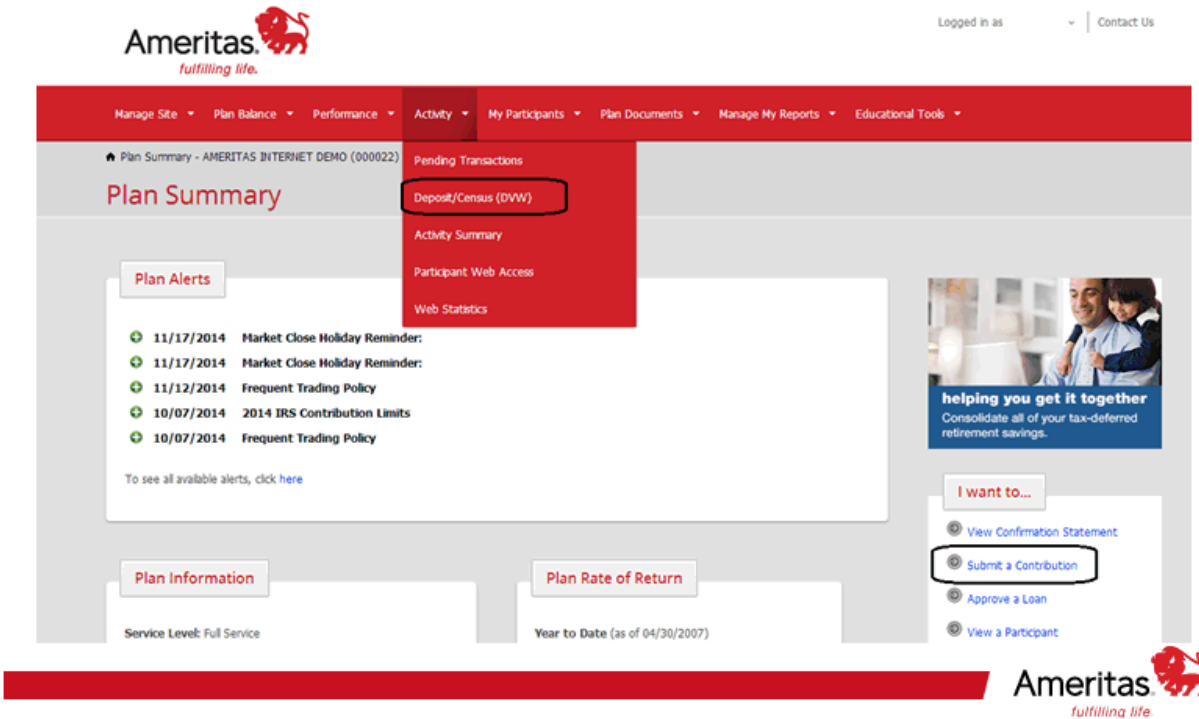 Ameritas.
fulfilling life.
Logged in as
Contact Us
Manage Site Plan Balance Performance Activity My Participants Plan Documents Manage My Reports Educational Tools
Plan Summary - AMERITAS INTERNET DEMO (000022)
Plan Summary
Pending Transactions
Deposit/Census (DVW)
Activity Summary
Participant Web Access
Web Statistics
Plan Alerts
11/17/2014 Market Close Holiday Reminder:
11/17/2014 Market Close Holiday Reminder:
11/12/2014 Frequent Trading Policy
10/07/2014 2014 IRS Contribution Limits
10/07/2014 Frequent Trading Policy
To see all available alerts, click here
helping you get it together
Consolidate all of your tax-deferred
retirement savings.
I want to...
View Confirmation Statement
Submit a Contribution
Approve a Loan
View a Participant
Plan Information
Service Level: Full Service
Plan Rate of Return
Year to Date (as of 04/30/2007)
Ameritas
fulfilling life.